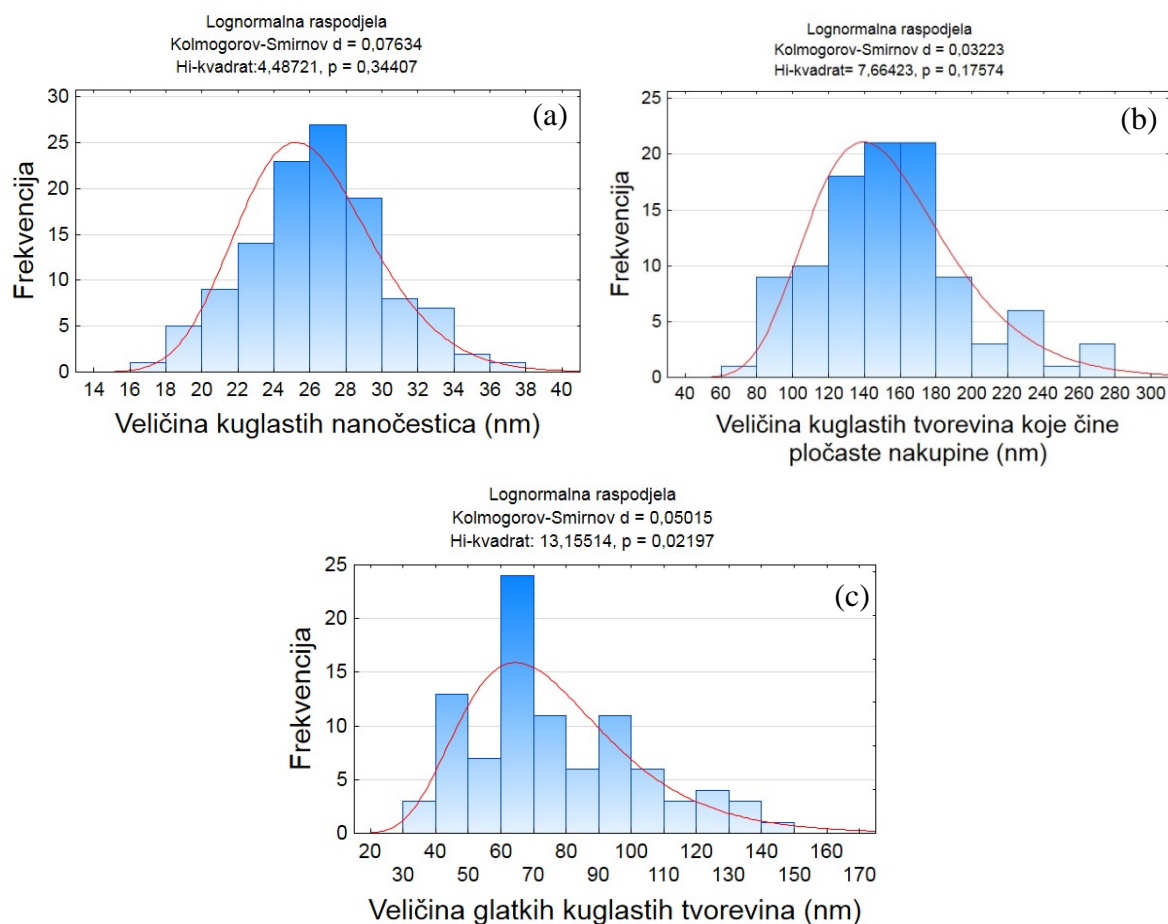 Lognormalna raspodjela
Kolmogorov-Smirnov d = 0,07634
Hi-kvadrat:4,48721, p = 0,34407
(a)
Frekvencija
30
25
20
15
10
5
0
14 16 18 20 22 24 26 28 30 32 34 36 38 40
Veličina kuglastih nanočestica (nm)
Lognormalna raspodjela
Kolmogorov-Smirnov d = 0,03223
Hi-kvadrat= 7,66423, p = 0,17574
(b)
Frekvencija
25
20
15
10
5
0
40 60 80 100 120 140 160 180 200 220 240 260 280 300
Veličina kuglastih tvorevina koje čine
pločaste nakupine (nm)
Lognormalna raspodjela
Kolmogorov-Smirnov d = 0,05015
Hi-kvadrat: 13,15514, p = 0,02197
(c)
Frekvencija
25
20
15
10
5
0
20 40 60 80 100 120 140 160
30 50 70 90 110 130 150 170
Veličina glatkih kuglastih tvorevina (nm)